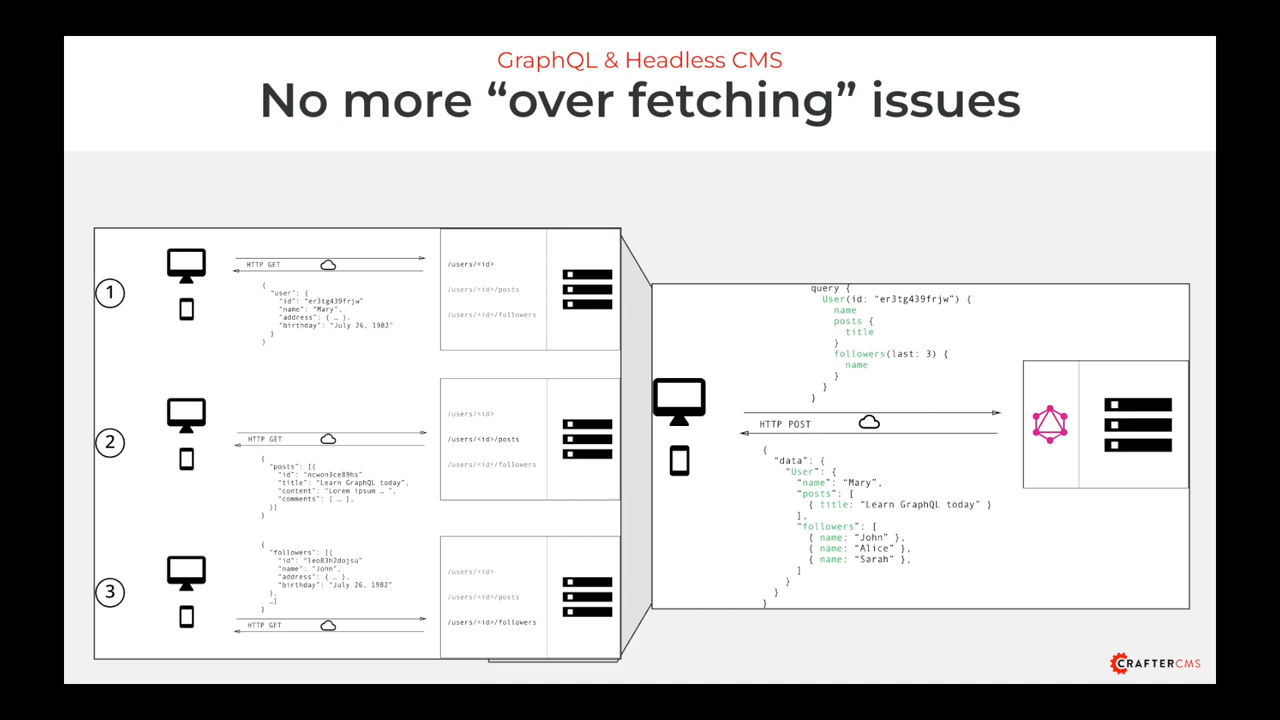 GraphQL & Headless CMS
No more “over fetching” issues
1
HTTP GET
{
"user": {
"id": "er3tg439frjw"
"name": "Mary",
"address": { … },
"birthday": "July 26, 1982"
}
}
/users/<id>
/users/<id>/posts
/users/<id>/followers
2
HTTP GET
{
"posts": [{
"id": "ncwon3ce89hs"
"title": "Learn GraphQL today",
"content": "Lorem ipsum … ",
"comments": [ … ],
}]
}
/users/<id>
/users/<id>/posts
/users/<id>/followers
3
{
"followers": [{
"id": "leo83h2dojsu"
"name": "John",
"address": { … },
"birthday": "July 26, 1982"
},
…]
}
HTTP GET
/users/<id>
/users/<id>/posts
/users/<id>/followers
query {
User(id: “er3tg439frjw”) {
name
posts {
title
}
followers(last: 3) {
name
}
}
}
HTTP POST
{
“data”: {
“User”: {
“name”: “Mary”,
“posts”: [
{ title: “Learn GraphQL today” }
],
“followers”: [
{ name: “John” },
{ name: “Alice” },
{ name: “Sarah” },
]
}
}
}
CRAFTERCMS